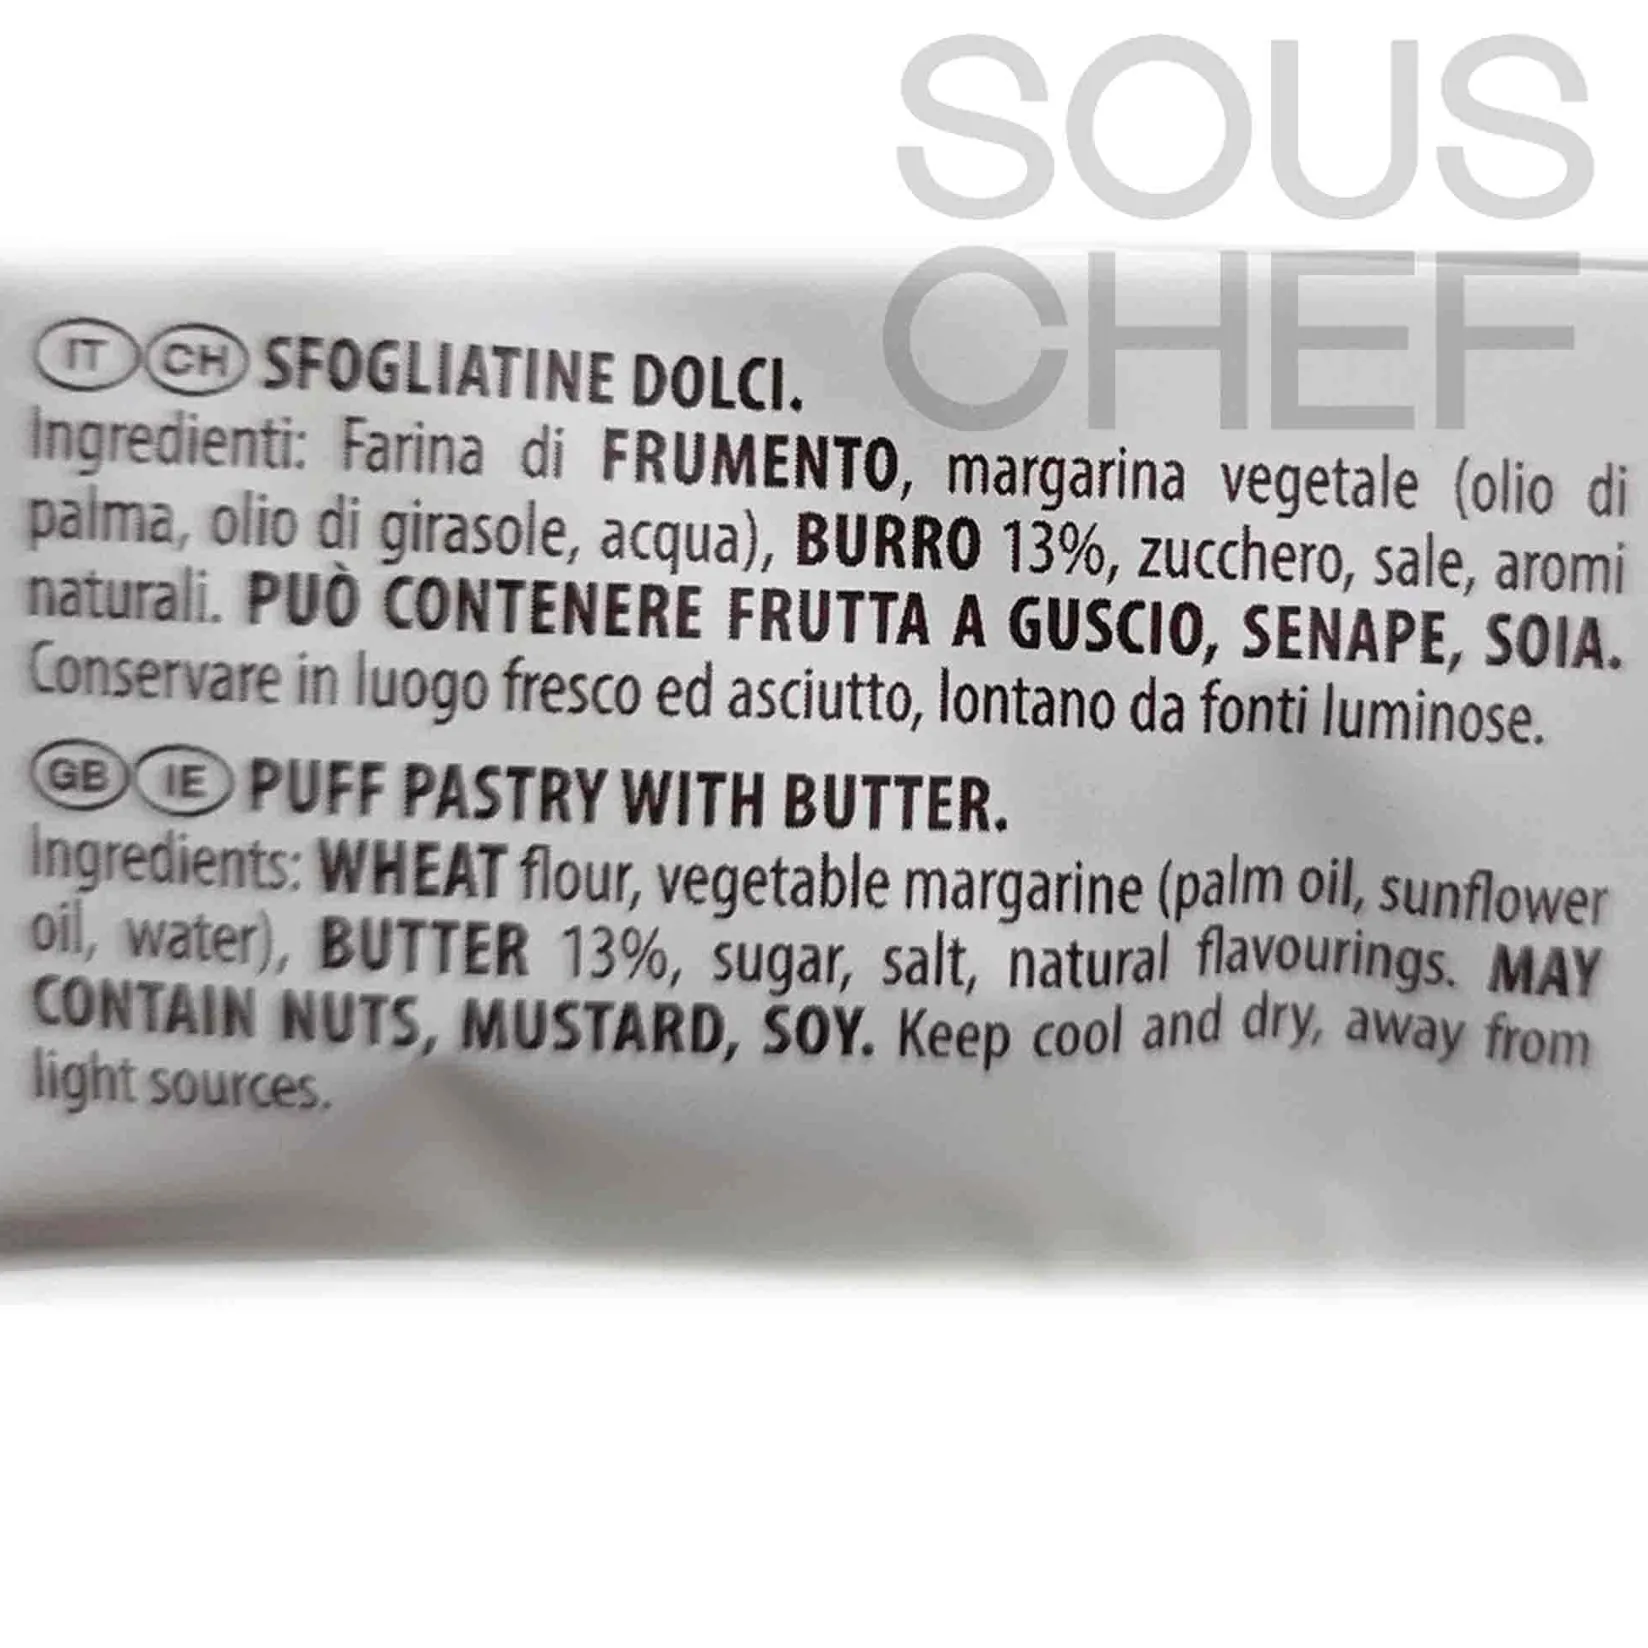 SOUS
CHEF
IT CH SFOGLIATINE DOLCI.
Ingredienti: Farina di FRUMENTO, margarina vegetale (olio di
palma, olio di girasole, acqua), BURRO 13%, zucchero, sale, aromi
naturali. PUÒ CONTENERE FRUTTA A GUSCIO, SENAPE, SOIA.
Conservare in luogo fresco ed asciutto, lontano da fonti luminose.
GB IE PUFF PASTRY WITH BUTTER.
Ingredients: WHEAT flour, vegetable margarine (palm oil, sunflower
oil, water), BUTTER 13%, sugar, salt, natural flavourings. MAY
CONTAIN NUTS, MUSTARD, SOY. Keep cool and dry, away from
light sources.